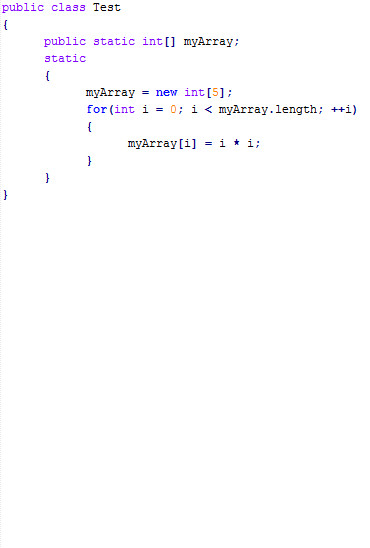 public class Test
{
public static int[] myArray;
static
{
myArray = new int[5];
for(int i = 0; i < myArray.length; ++i)
{
myArray[i] = i * i;
}
}
}